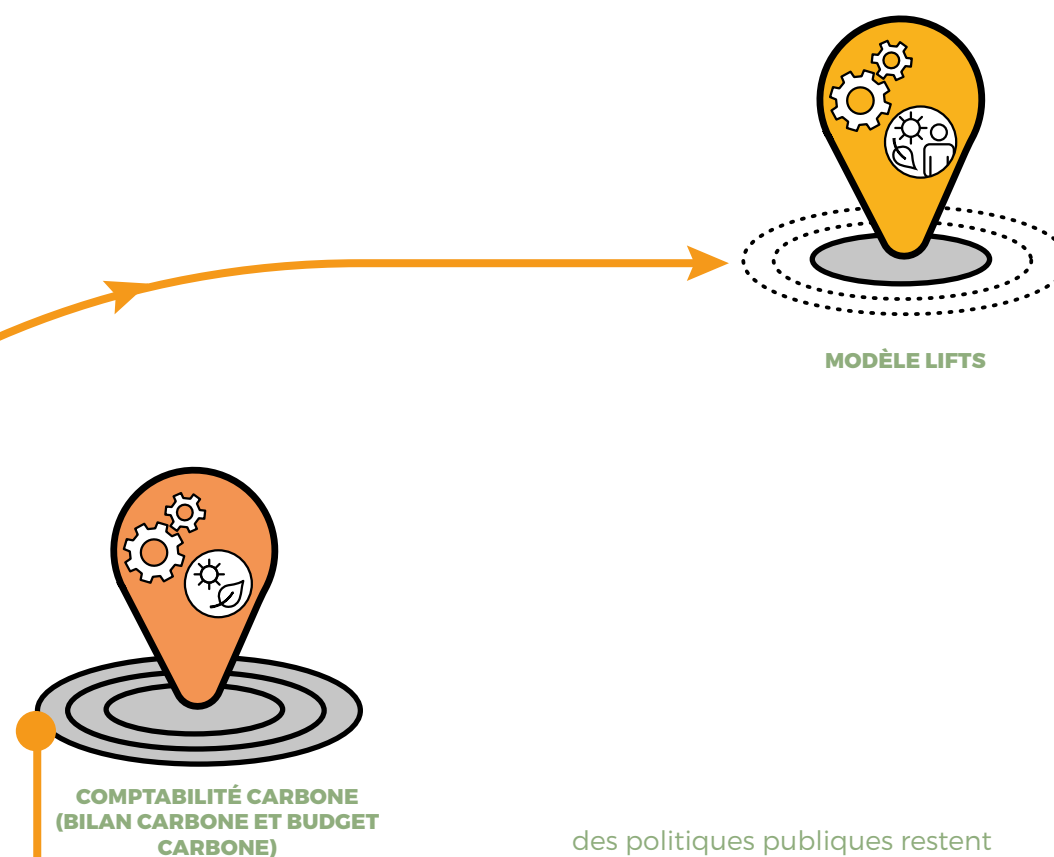 MODÈLE LIFTS
COMPTABILITÉ CARBONE
(BILAN CARBONE ET BUDGET
CARBONE)
des politiques publiques restent